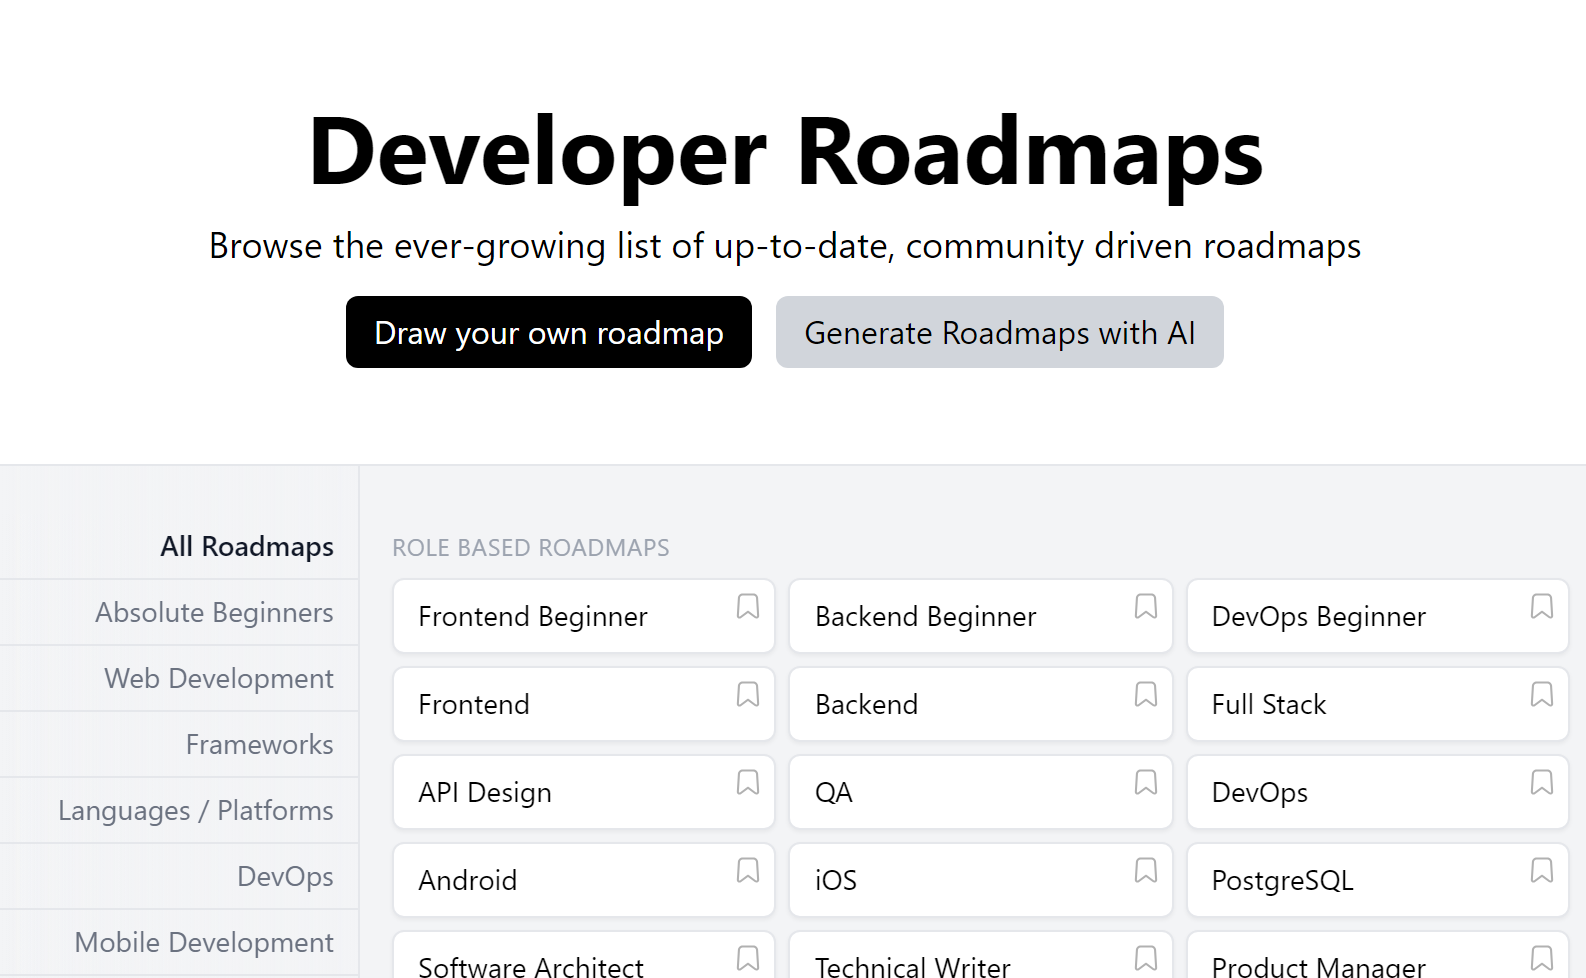 Developer Roadmaps
Browse the ever-growing list of up-to-date, community driven roadmaps
Draw your own roadmap
Generate Roadmaps with AI
All Roadmaps
Absolute Beginners
Web Development
Frameworks
Languages / Platforms
DevOps
Mobile Development
ROLE BASED ROADMAPS
Frontend Beginner
Backend Beginner
DevOps Beginner
Frontend
Backend
Full Stack
API Design
QA
DevOps
Android
iOS
PostgreSQL
Software Architect
Technical Writer
Product Manager